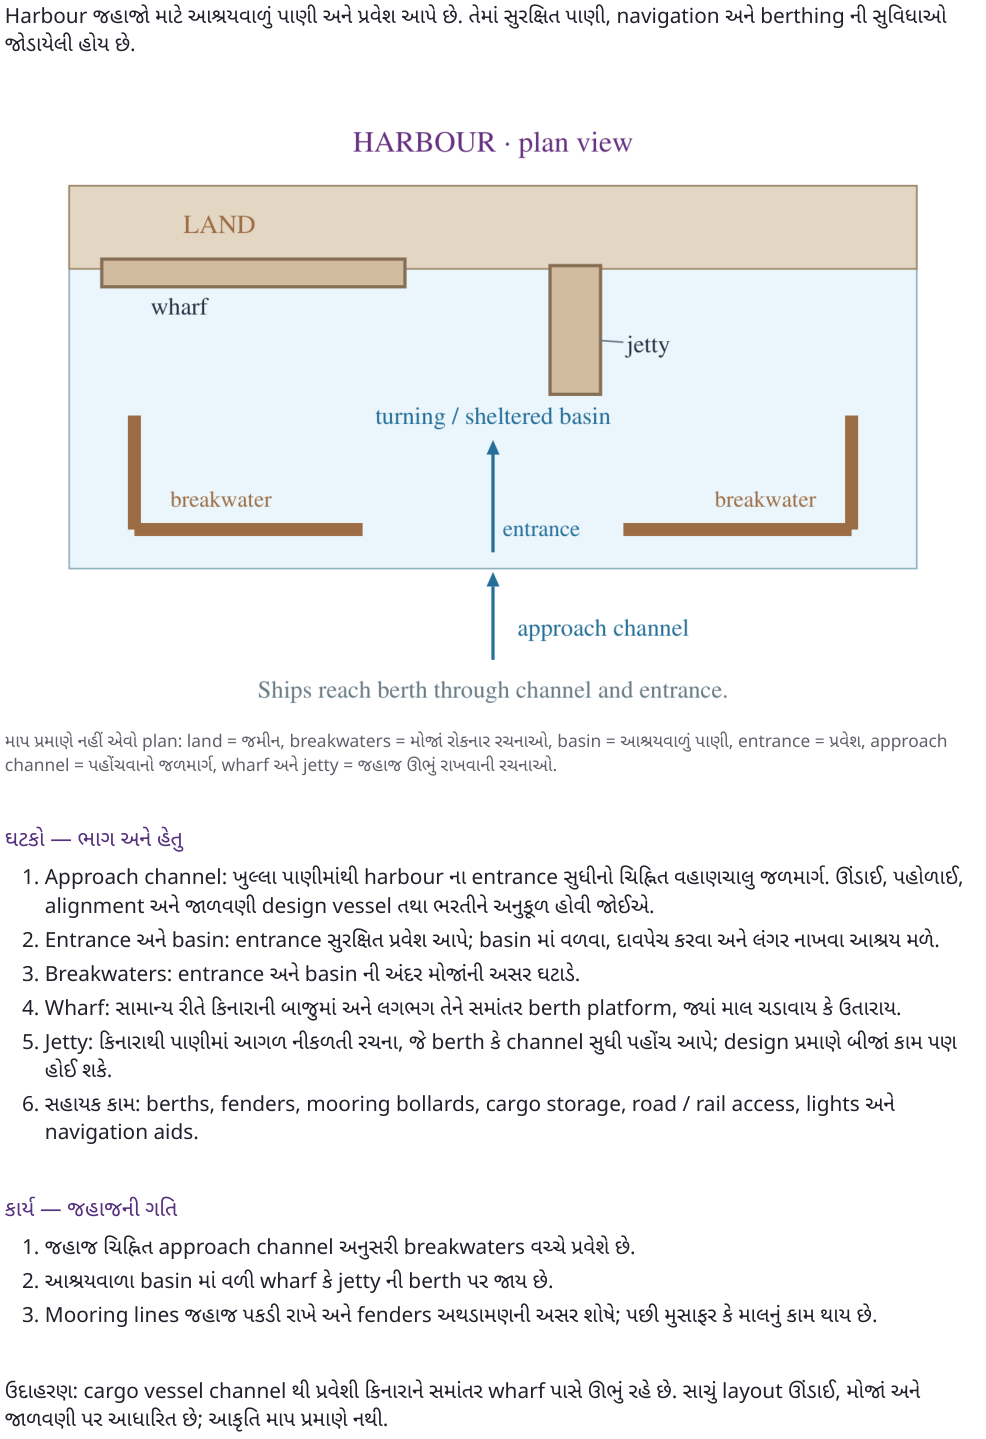 Harbour જહાજો માટે આશ્રયવાળું પાણી અને પ્રવેશ આપે છે. તેમાં સુરક્ષિત પાણી, navigation અને berthing ની સુવિધાઓ
જોડાયેલી હોય છે.
HARBOUR · plan view
LAND
wharf
jetty
turning / sheltered basin
breakwater
breakwater
entrance
approach channel
Ships reach berth through channel and entrance.
માપ પ્રમાણે નહીં એવો plan: land = જમીન, breakwaters = મોજાં રોકનાર રચનાઓ, basin = આશ્રયવાળું પાણી, entrance = પ્રવેશ, approach
channel = પહોંચવાનો જળમાર્ગ, wharf અને jetty = જહાજ ઊભું રાખવાની રચનાઓ.
ઘટકો — ભાગ અને હેતુ
1. Approach channel: ખુલ્લા પાણીમાંથી harbour ના entrance સુધીનો ચિહ્નિત વહાણચાલુ જળમાર્ગ. ઊંડાઈ, પહોળાઈ,
alignment અને જાળવણી design vessel તથા ભરતીને અનુકૂળ હોવી જોઈએ.
2. Entrance અને basin: entrance સુરક્ષિત પ્રવેશ આપે; basin માં વળવા, દાવપેચ કરવા અને લંગર નાખવા આશ્રય મળે.
3. Breakwaters: entrance અને basin ની અંદર મોજાંની અસર ઘટાડે.
4. Wharf: સામાન્ય રીતે કિનારાની બાજુમાં અને લગભગ તેને સમાંતર berth platform, જ્યાં માલ ચડાવાય કે ઉતારાય.
5. Jetty: કિનારાથી પાણીમાં આગળ નીકળતી રચના, જે berth કે channel સુધી પહોંચ આપે; design પ્રમાણે બીજાં કામ પણ
હોઈ શકે.
6. સહાયક કામ: berths, fenders, mooring bollards, cargo storage, road / rail access, lights અને
navigation aids.
કાર્ય — જહાજની ગતિ
1. જહાજ ચિહ્નિત approach channel અનુસરી breakwaters વચ્ચે પ્રવેશે છે.
2. આશ્રયવાળા basin માં વળી wharf કે jetty ની berth પર જાય છે.
3. Mooring lines જહાજ પકડી રાખે અને fenders અથડામણની અસર શોષે; પછી મુસાફર કે માલનું કામ થાય છે.
ઉદાહરણ: cargo vessel channel થી પ્રવેશી કિનારાને સમાંતર wharf પાસે ઊભું રહે છે. સાચું layout ઊંડાઈ, મોજાં અને
જાળવણી પર આધારિત છે; આકૃતિ માપ પ્રમાણે નથી.